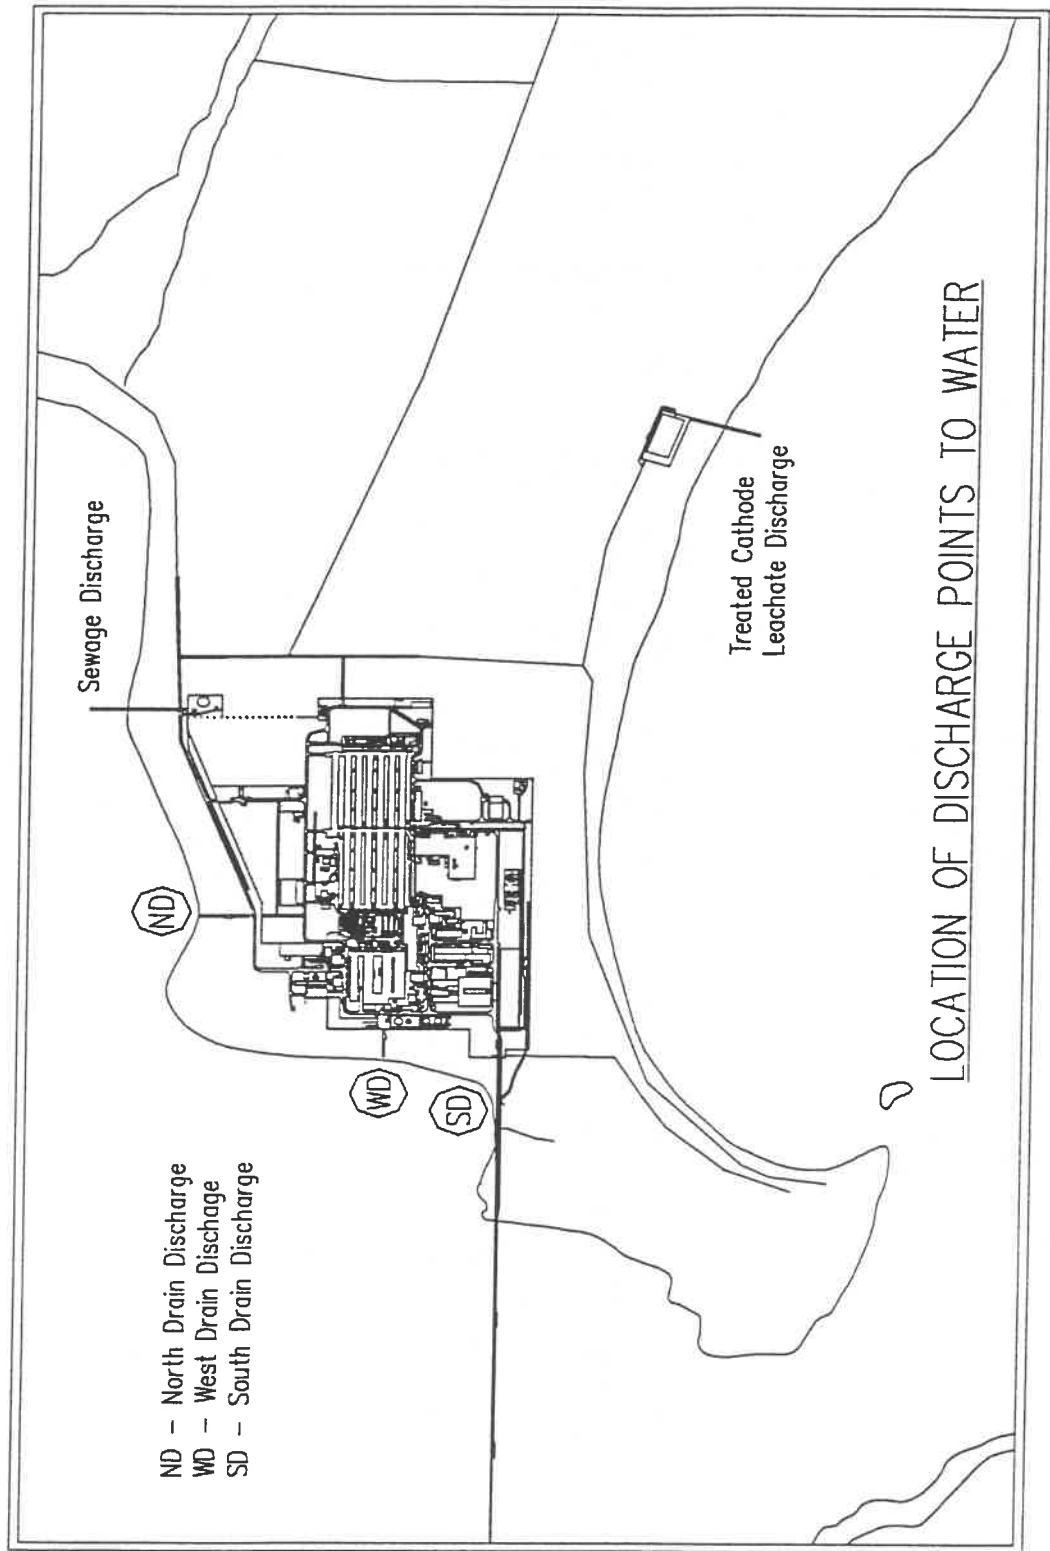 ND - North Drain Discharge
WD - West Drain Dischage
SD - South Drain Discharge
Sewage Discharge
ND
WD
SD
Treated Cathode
Leachate Discharge
LOCATION OF DISCHARGE POINTS TO WATER